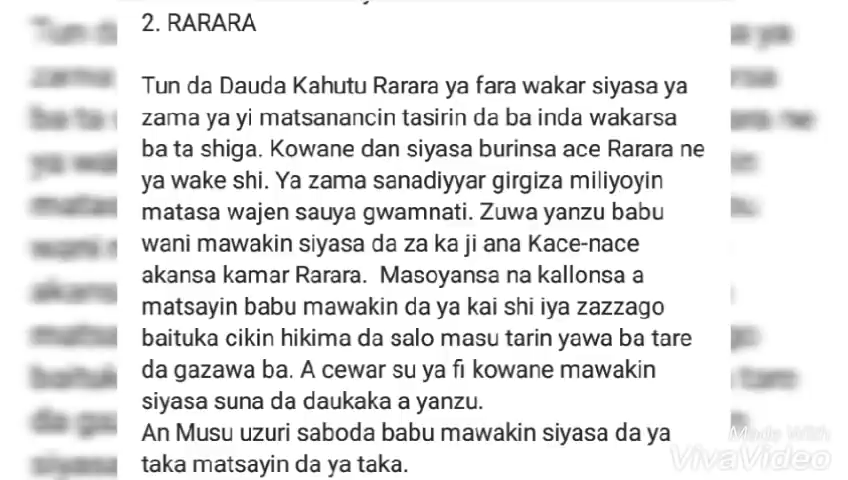 2. RARARA
Tun da Dauda Kahutu Rarara ya fara wakar siyasa ya
zama ya yi matsanancin tasirin da ba inda wakarsa
ba ta shiga. Kowane dan siyasa burinsa ace Rarara ne
ya wake shi. Ya zama sanadiyyar girgiza miliyoyin
matasa wajen sauya gwamnati. Zuwa yanzu babu
wani mawakin siyasa da za ka ji ana Kace-nace
akansa kamar Rarara. Masoyansa na kallonsa a
matsayin babu mawakin da ya kai shi iya zazzago
baituka cikin hikima da salo masu tarin yawa ba tare
da gazawa ba. A cewar su ya fi kowane mawakin
siyasa suna da daukaka a yanzu.
An Musu uzuri saboda babu mawakin siyasa da ya
taka matsayin da ya taka.
Made With
VivaVideo